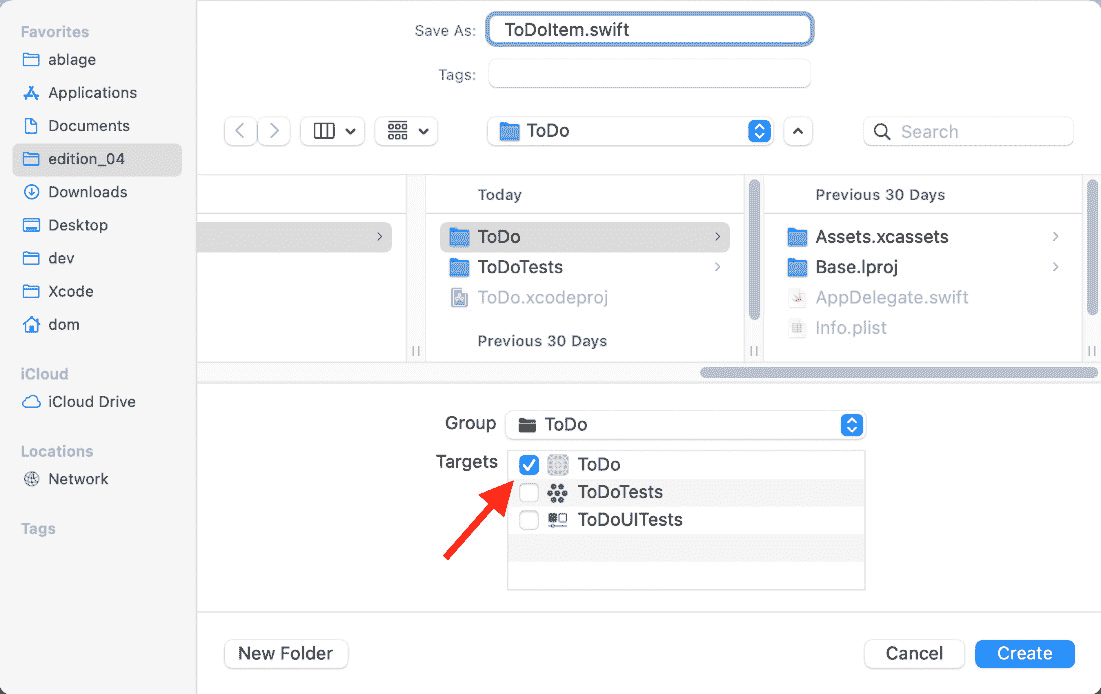 Favorites
ablage
Applications
Documents
edition_04
Downloads
Desktop
dev
Xcode
dom
iCloud
iCloud Drive
Locations
Network
Tags
Save As: ToDoItem.swift
Tags:
ToDo
Search
Today
ToDo
ToDoTests
ToDo.xcodeproj
Previous 30 Days
Previous 30 Days
Assets.xcassets
Base.lproj
AppDelegate.swift
Info.plist
Group ToDo
Targets ToDo
ToDoTests
ToDoUITests
New Folder Cancel Create